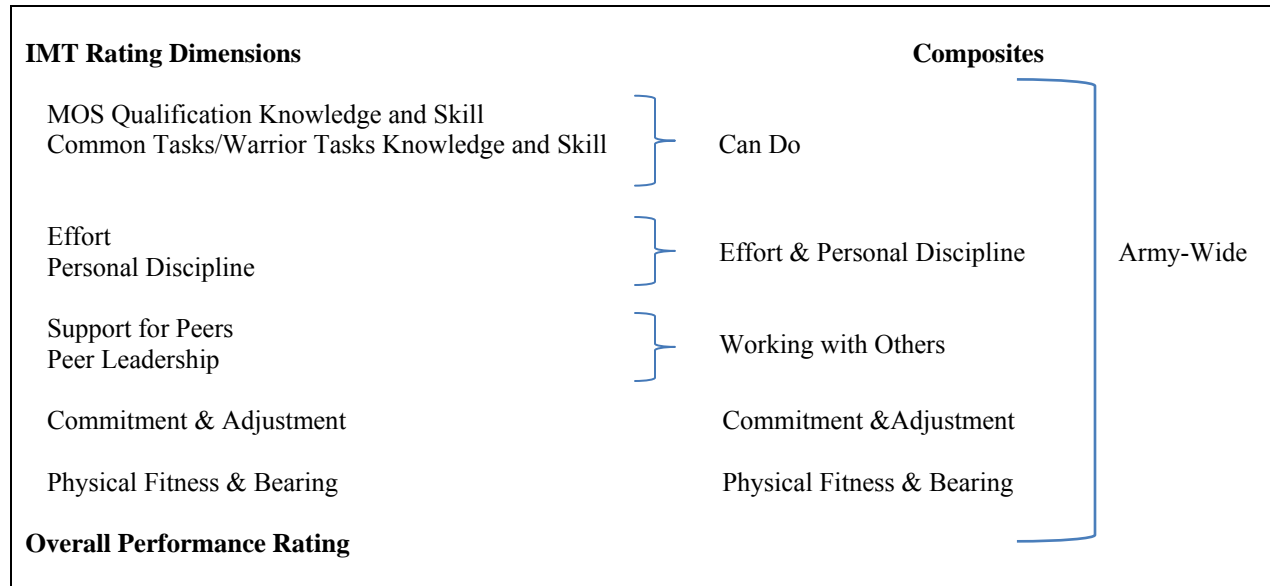 IMT Rating Dimensions
Composites
MOS Qualification Knowledge and Skill
Common Tasks/Warrior Tasks Knowledge and Skill
Can Do
Effort
Personal Discipline
Effort & Personal Discipline
Army-Wide
Support for Peers
Peer Leadership
Working with Others
Commitment & Adjustment
Commitment &Adjustment
Physical Fitness & Bearing
Physical Fitness & Bearing
Overall Performance Rating